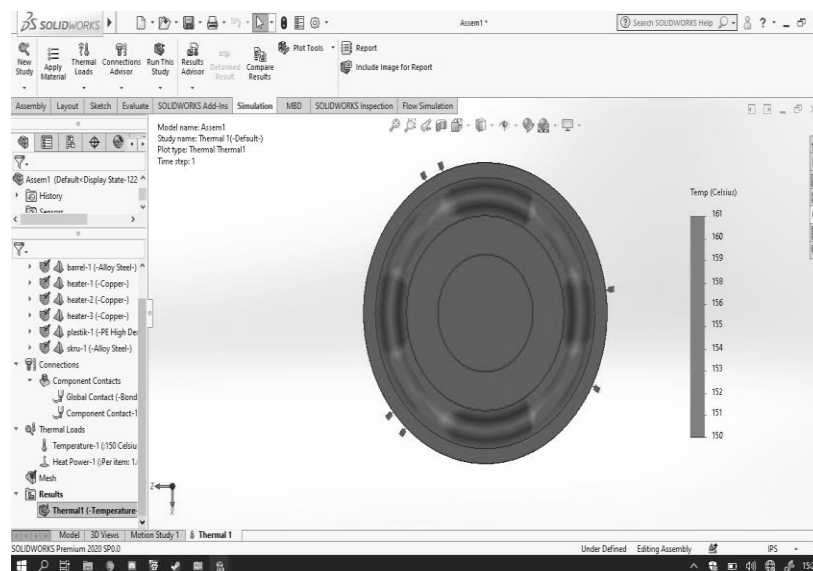 SOLIDWORKS
Assem1 *
Search SOLIDWORKS Help
New Study
Apply Material
Thermal Loads
Connections Advisor
Run This Study
Results Advisor
Deformed Result
Compare Results
Plot Tools
Report
Include Image for Report
Assembly Layout Sketch Evaluate SOLIDWORKS Add-Ins Simulation MBD SOLIDWORKS Inspection Flow Simulation
Model name: Assem1
Study name: Thermal 1(-Default-)
Plot type: Thermal Thermal1
Time step: 1
Assem1 (Default<Display State-122
History
Sensors
barrel-1 (-Alloy Steel-)
heater-1 (-Copper-)
heater-2 (-Copper-)
heater-3 (-Copper-)
plastik-1 (-PE High De
skru-1 (-Alloy Steel-)
Connections
Component Contacts
Global Contact (-Bond
Component Contact-1
Thermal Loads
Temperature-1 (:150 Celsiu
Heat Power-1 (:Per item: 1.
Mesh
Results
Thermal1 (-Temperature-
Temp (Celsius)
161
160
159
158
156
155
154
153
152
151
150
Z
X
Model 3D Views Motion Study 1 Thermal 1
SOLIDWORKS Premium 2020 SP0.0
Under Defined Editing Assembly IPS